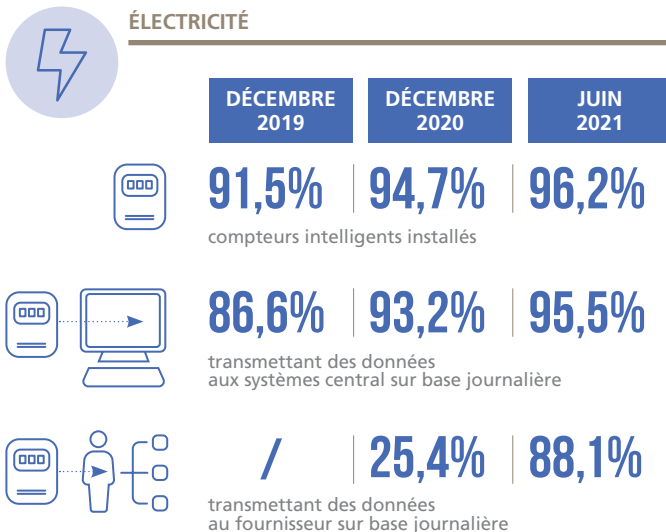 ÉLECTRICITÉ
DÉCEMBRE
2019
DÉCEMBRE
2020
JUIN
2021
91,5% 94,7% 96,2%
compteurs intelligents installés
86,6% 93,2% 95,5%
transmettant des données
aux systèmes central sur base journalière
/ 25,4% 88,1%
transmettant des données
au fournisseur sur base journalière